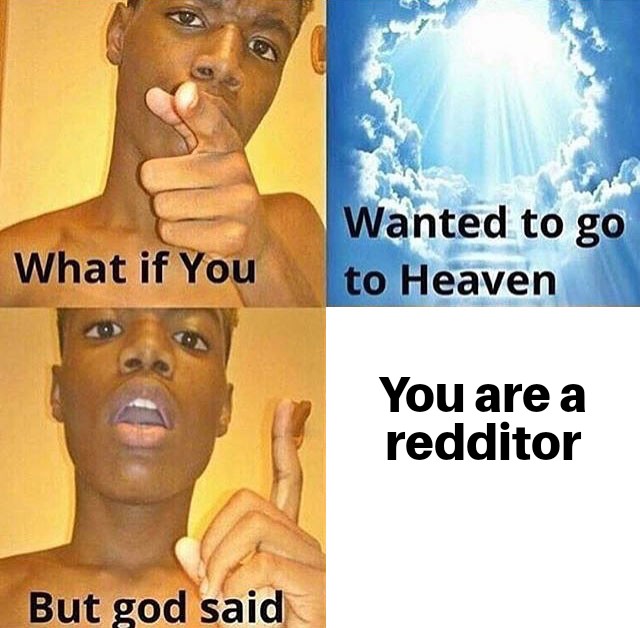 What if You
Wanted to go
to Heaven
But god said
You are a
redditor